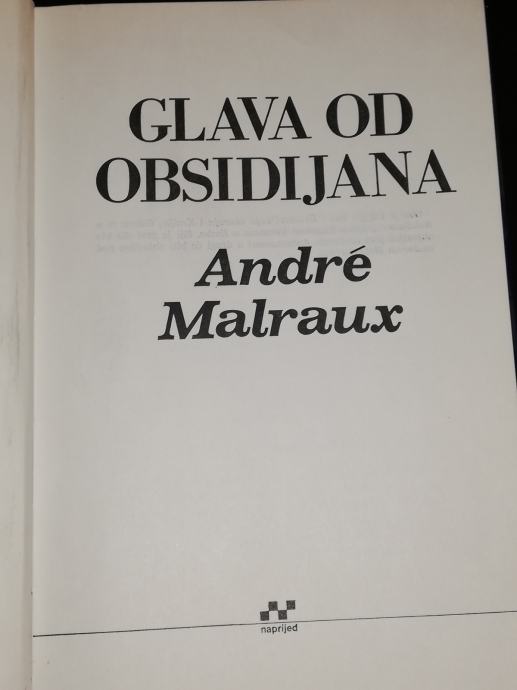 GLAVA OD
OBSIDIJANA
André
Malraux
naprijed